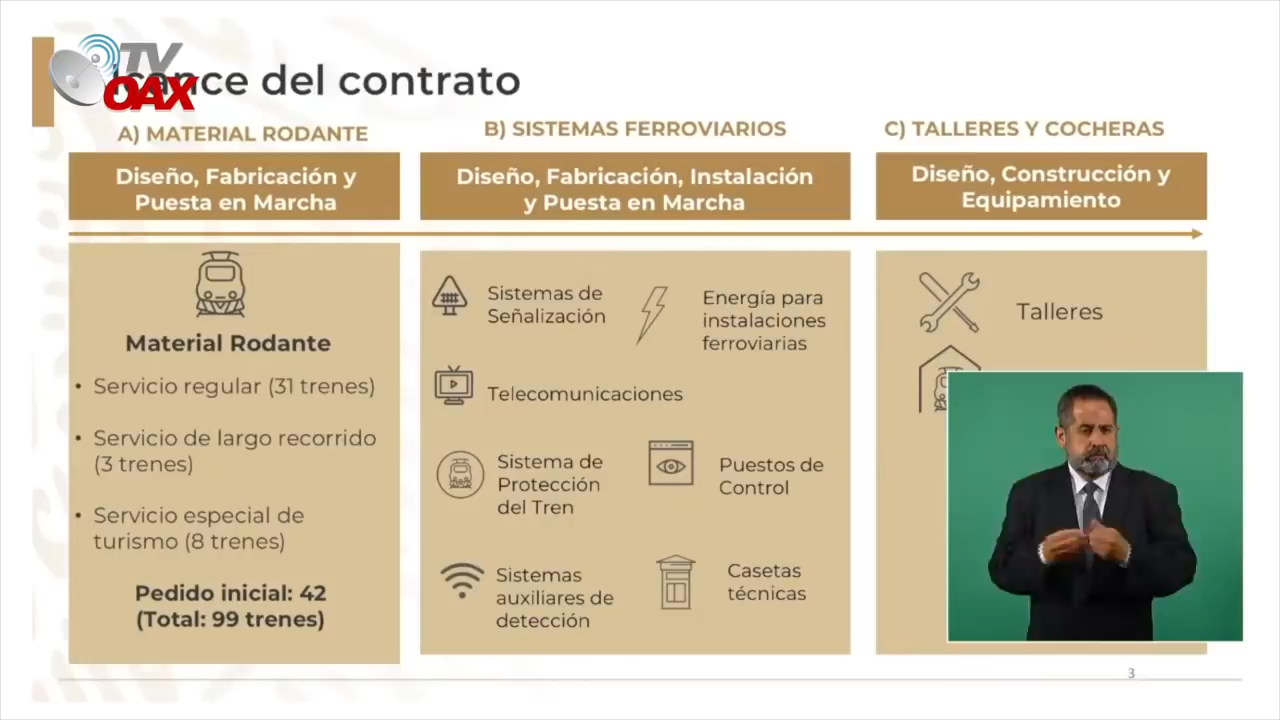 TV
OAX
Alcance del contrato
A) MATERIAL RODANTE
Diseño, Fabricación y
Puesta en Marcha
Material Rodante
• Servicio regular (31 trenes)
• Servicio de largo recorrido
(3 trenes)
• Servicio especial de
turismo (8 trenes)
Pedido inicial: 42
(Total: 99 trenes)
B) SISTEMAS FERROVIARIOS
Diseño, Fabricación, Instalación
y Puesta en Marcha
Sistemas de
Señalización
Energía para
instalaciones
ferroviarias
Telecomunicaciones
Sistema de
Protección
del Tren
Puestos de
Control
Sistemas
auxiliares de
detección
Casetas
técnicas
C) TALLERES Y COCHERAS
Diseño, Construcción y
Equipamiento
Talleres
3